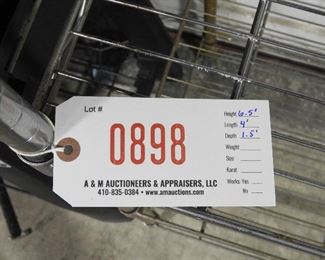 Lot #
0898
A & M AUCTIONEERS & APPRAISERS, LLC
410-835-0384 • www.amauctions.com
Height 6.5'
Length 4'
Depth 1.5'
Weight
Size
Karat
Works: Yes
No